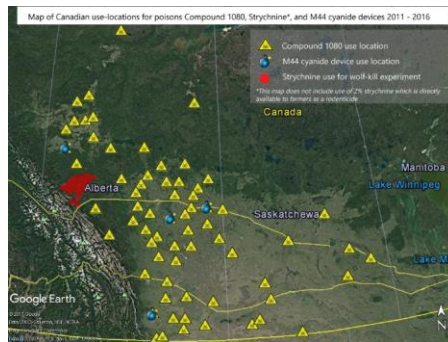 Map of Canadian use-locations for poisons Compound 1080, Strychnine*, and M44 cyanide devices 2011 - 2016
Compound 1080 use location
M44 cyanide device use location
Strychnine use for wolf-kill experiment
*This map does not include use of 2% strychnine which is directly
available to farmers as a rodenticide
Canada
Manitoba
Lake Winnipeg
Alberta
Saskatchewa
Lake M
Google Earth
N